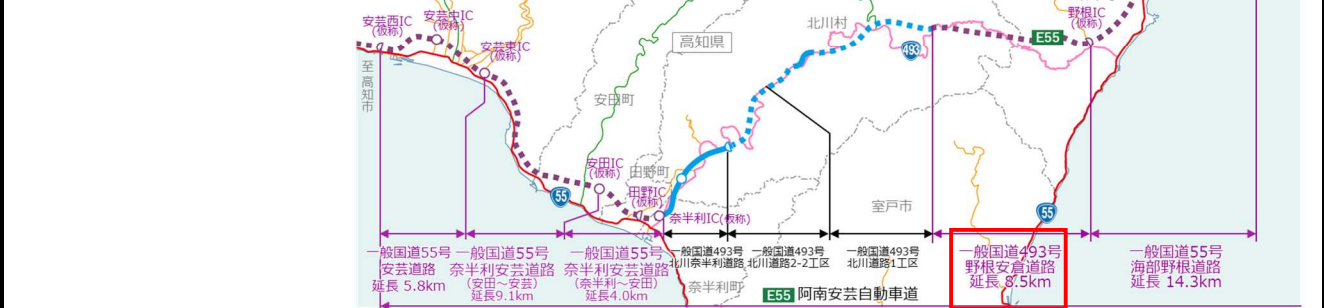 安芸西IC
(仮称)
安芸中IC
(仮称)
安芸東IC
(仮称)
北川村
野根IC
(仮称)
E55
高知県
493
至高知市
安田町
安田IC
(仮称)
田野町
田野IC
(仮称)
奈半利IC(仮称)
55
室戸市
55
一般国道55号
安芸道路
延長 5.8km
一般国道55号
奈半利安芸道路
(安田~安芸)
延長9.1km
一般国道55号
奈半利安芸道路
(奈半利~安田)
延長4.0km
一般国道493号
北川奈半利道路
一般国道493号
北川道路2-2工区
一般国道493号
北川道路1工区
一般国道493号
野根安倉道路
延長 8.5km
一般国道55号
海部野根道路
延長 14.3km
奈半利町
E55 阿南安芸自動車道